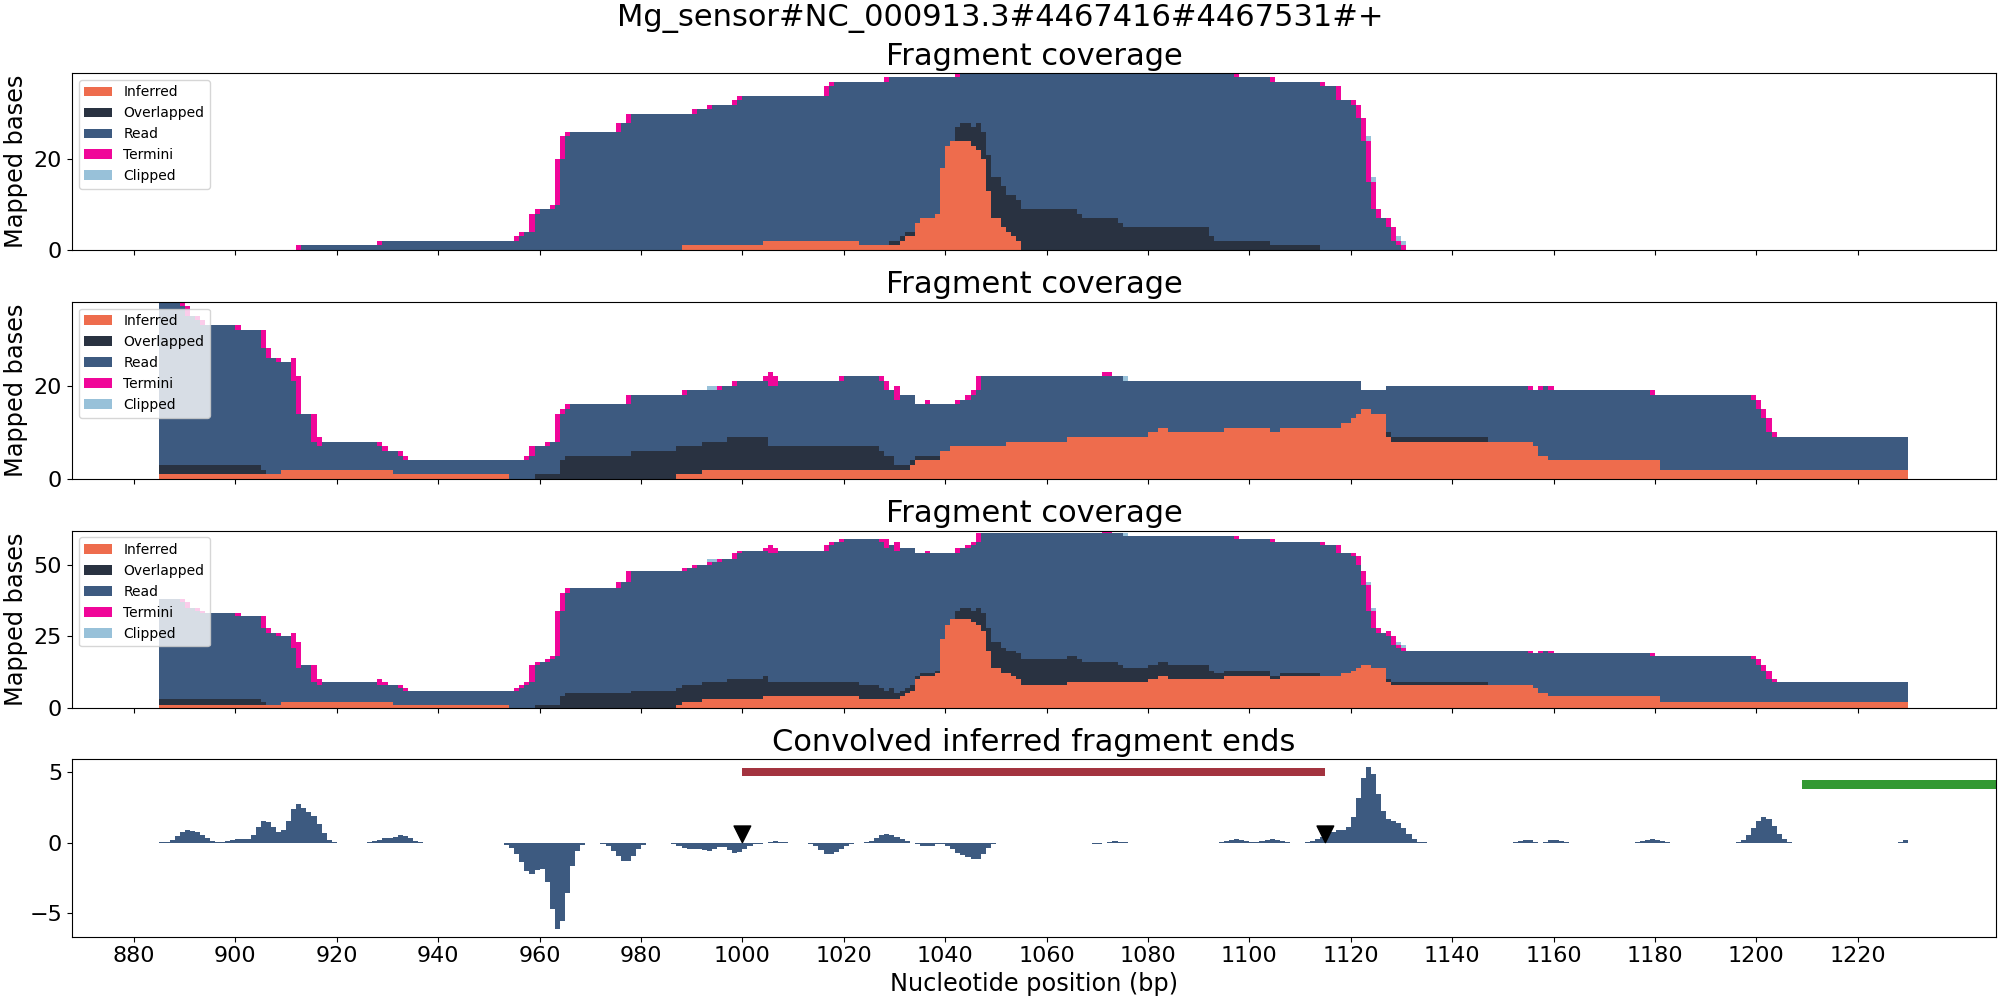 Mg_sensor#NC_000913.3#4467416#4467531#+
Fragment coverage
Mapped bases
20
0
Inferred
Overlapped
Read
Termini
Clipped
Fragment coverage
Mapped bases
20
0
Inferred
Overlapped
Read
Termini
Clipped
Fragment coverage
Mapped bases
50
25
0
Inferred
Overlapped
Read
Termini
Clipped
Convolved inferred fragment ends
5
0
−5
880 900 920 940 960 980 1000 1020 1040 1060 1080 1100 1120 1140 1160 1180 1200 1220
Nucleotide position (bp)